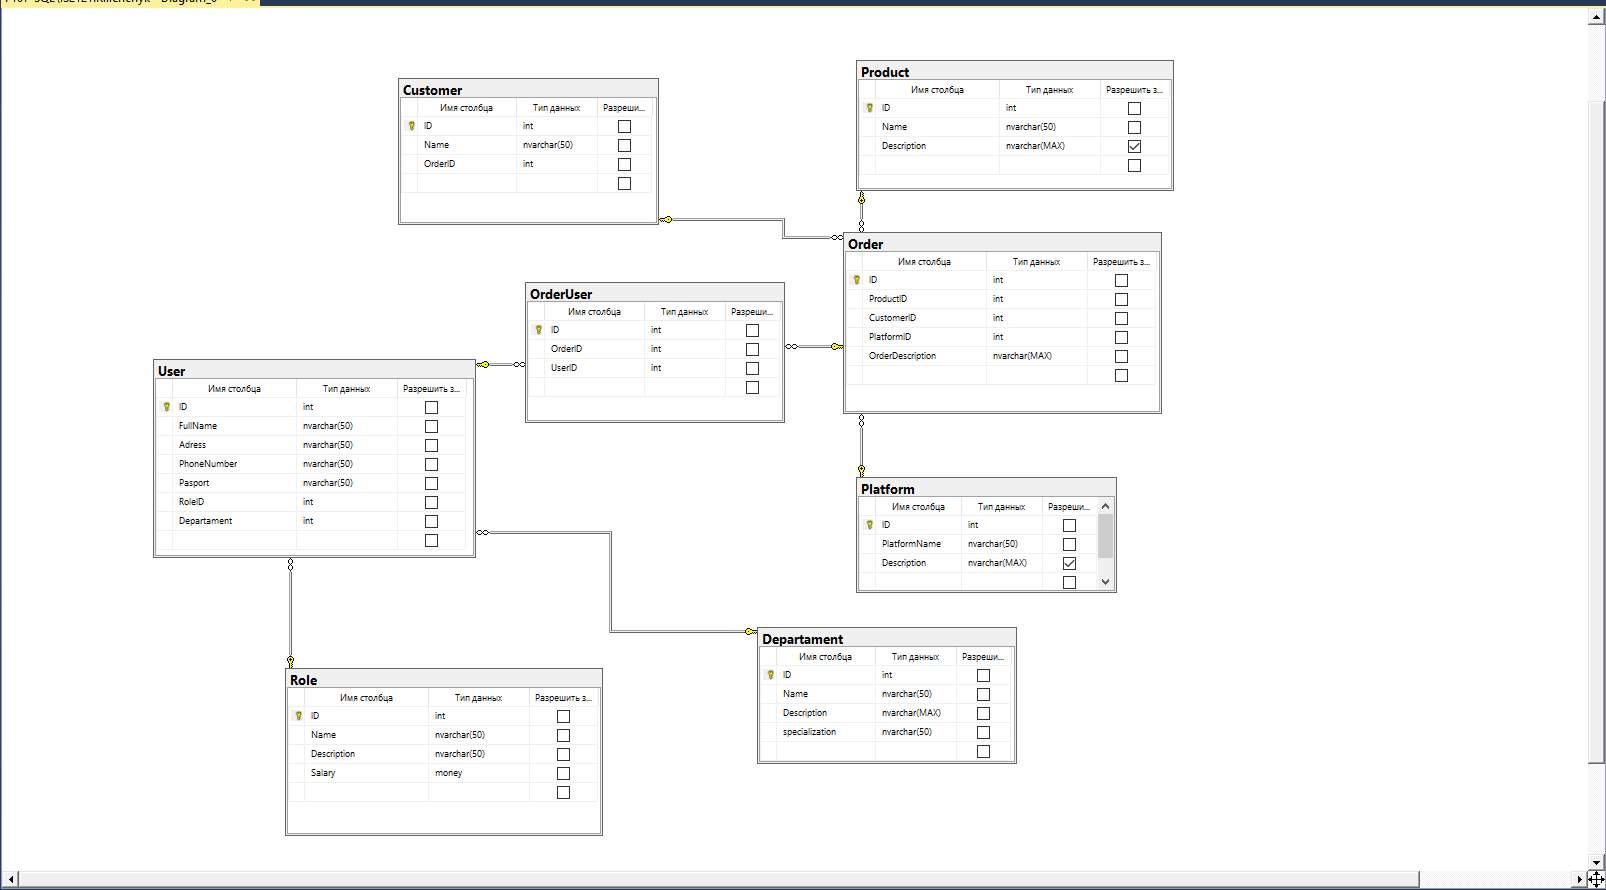 Customer
Имя столбца Тип данных Разреши...
ID int
Name nvarchar(50)
OrderID int
Product
Имя столбца Тип данных Разрешить з...
ID int
Name nvarchar(50)
Description nvarchar(MAX)
Order
Имя столбца Тип данных Разрешить з...
ID int
ProductID int
CustomerID int
PlatformID int
OrderDescription nvarchar(MAX)
OrderUser
Имя столбца Тип данных Разреши...
ID int
OrderID int
UserID int
User
Имя столбца Тип данных Разрешить з...
ID int
FullName nvarchar(50)
Adress nvarchar(50)
PhoneNumber nvarchar(50)
Pasport nvarchar(50)
RoleID int
Departament int
Platform
Имя столбца Тип данных Разреши...
ID int
PlatformName nvarchar(50)
Description nvarchar(MAX)
Departament
Имя столбца Тип данных Разреши...
ID int
Name nvarchar(50)
Description nvarchar(MAX)
specialization nvarchar(50)
Role
Имя столбца Тип данных Разрешить з...
ID int
Name nvarchar(50)
Description nvarchar(50)
Salary money